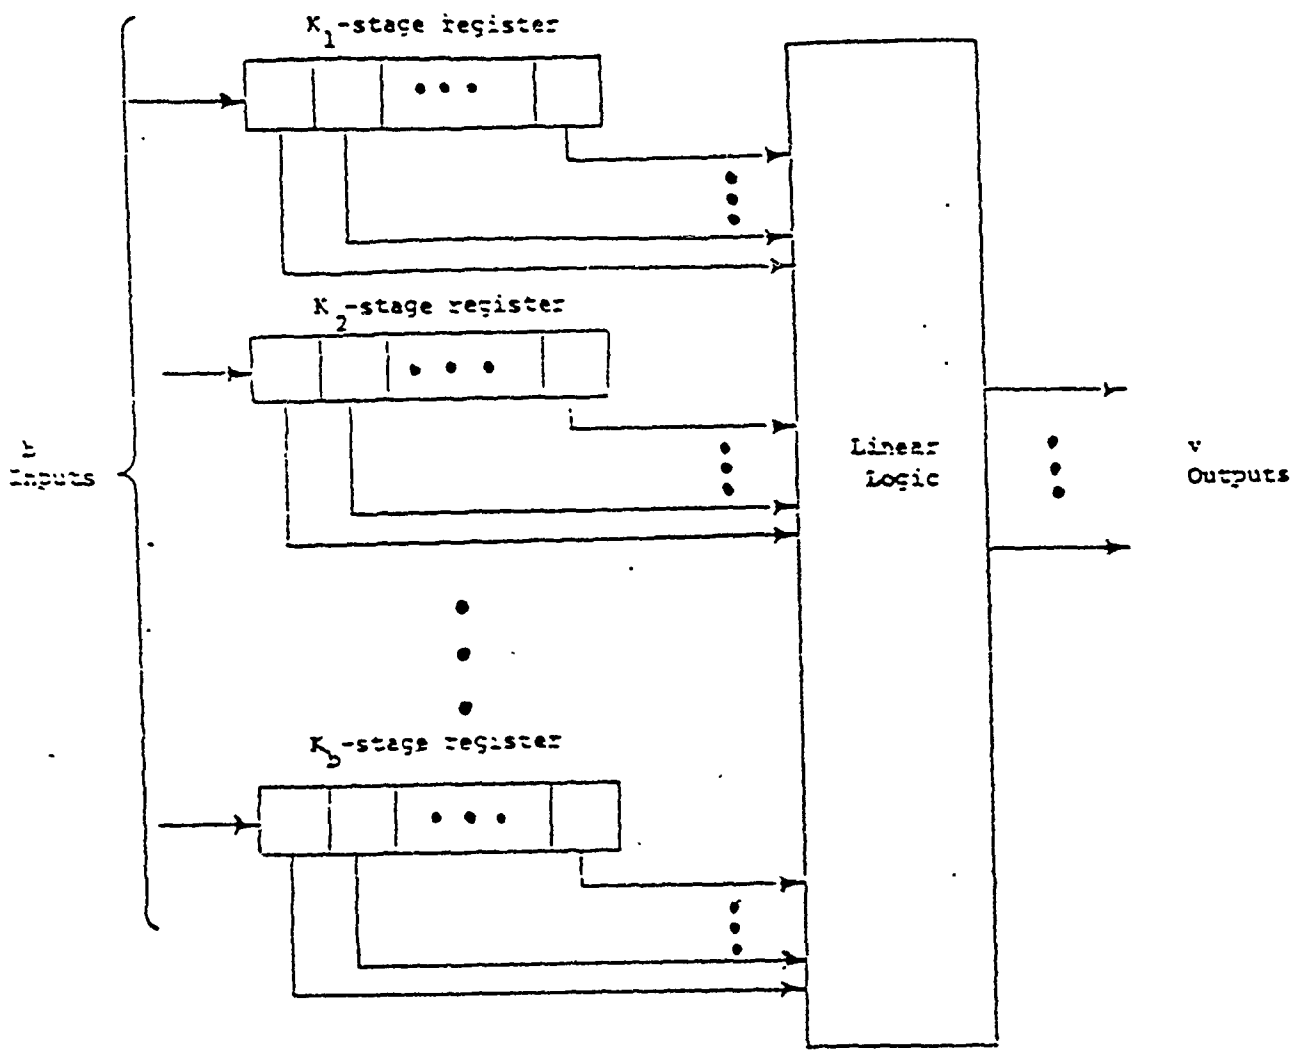 K1-stage register
K2-stage register
b
Inputs
Linear
Logic
v
Outputs
Kb-stage register